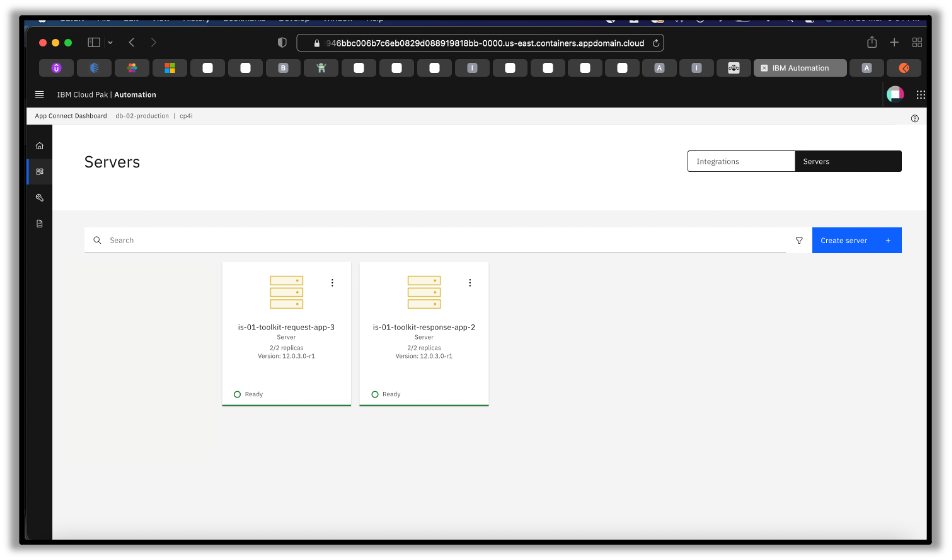 946bbc006b7c6eb0829d088919818bb-0000.us-east.containers.appdomain.cloud
B
I
A
I
IBM Automation
A
IBM Cloud Pak | Automation
App Connect Dashboard db-02-production | cp4i
Servers
Integrations
Servers
Search
Create server +
is-01-toolkit-request-app-3
Server
2/2 replicas
Version: 12.0.3.0-r1
Ready
is-01-toolkit-response-app-2
Server
2/2 replicas
Version: 12.0.3.0-r1
Ready